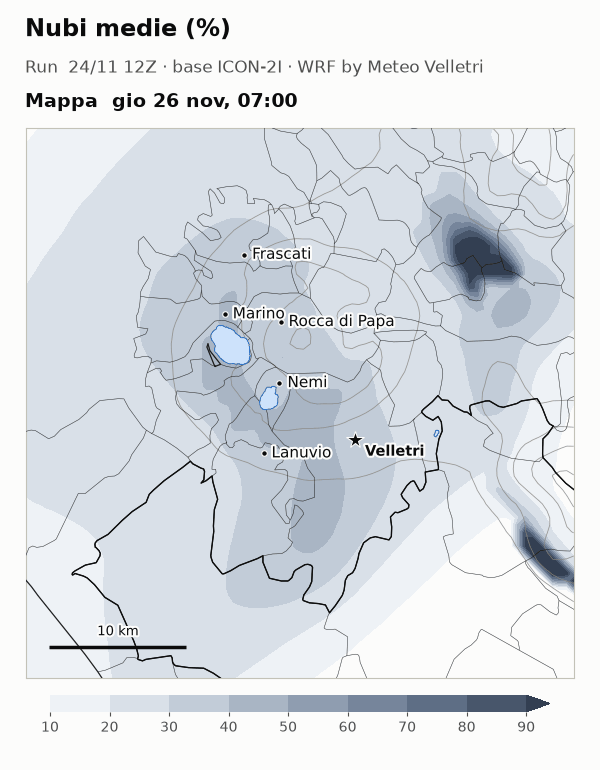 Nubi medie (%)
Run  24/11 12Z · base ICON-2I · WRF by Meteo Velletri
Mappa  gio 26 nov, 07:00
Frascati
Marino
Rocca di Papa
Nemi
Velletri
Lanuvio
10 km
10 20 30 40 50 60 70 80 90